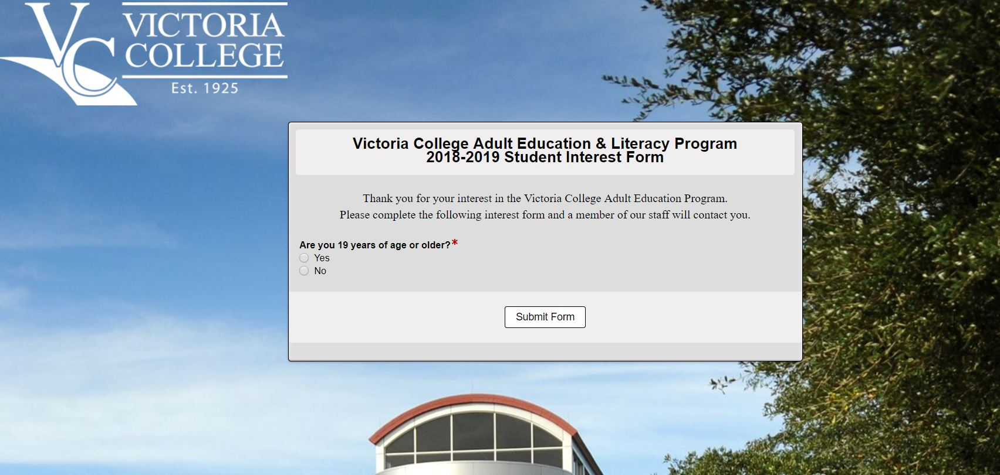 VICTORIA
COLLEGE
Est. 1925
Victoria College Adult Education & Literacy Program
2018-2019 Student Interest Form
Thank you for your interest in the Victoria College Adult Education Program.
Please complete the following interest form and a member of our staff will contact you.
Are you 19 years of age or older?*
Yes
No
Submit Form